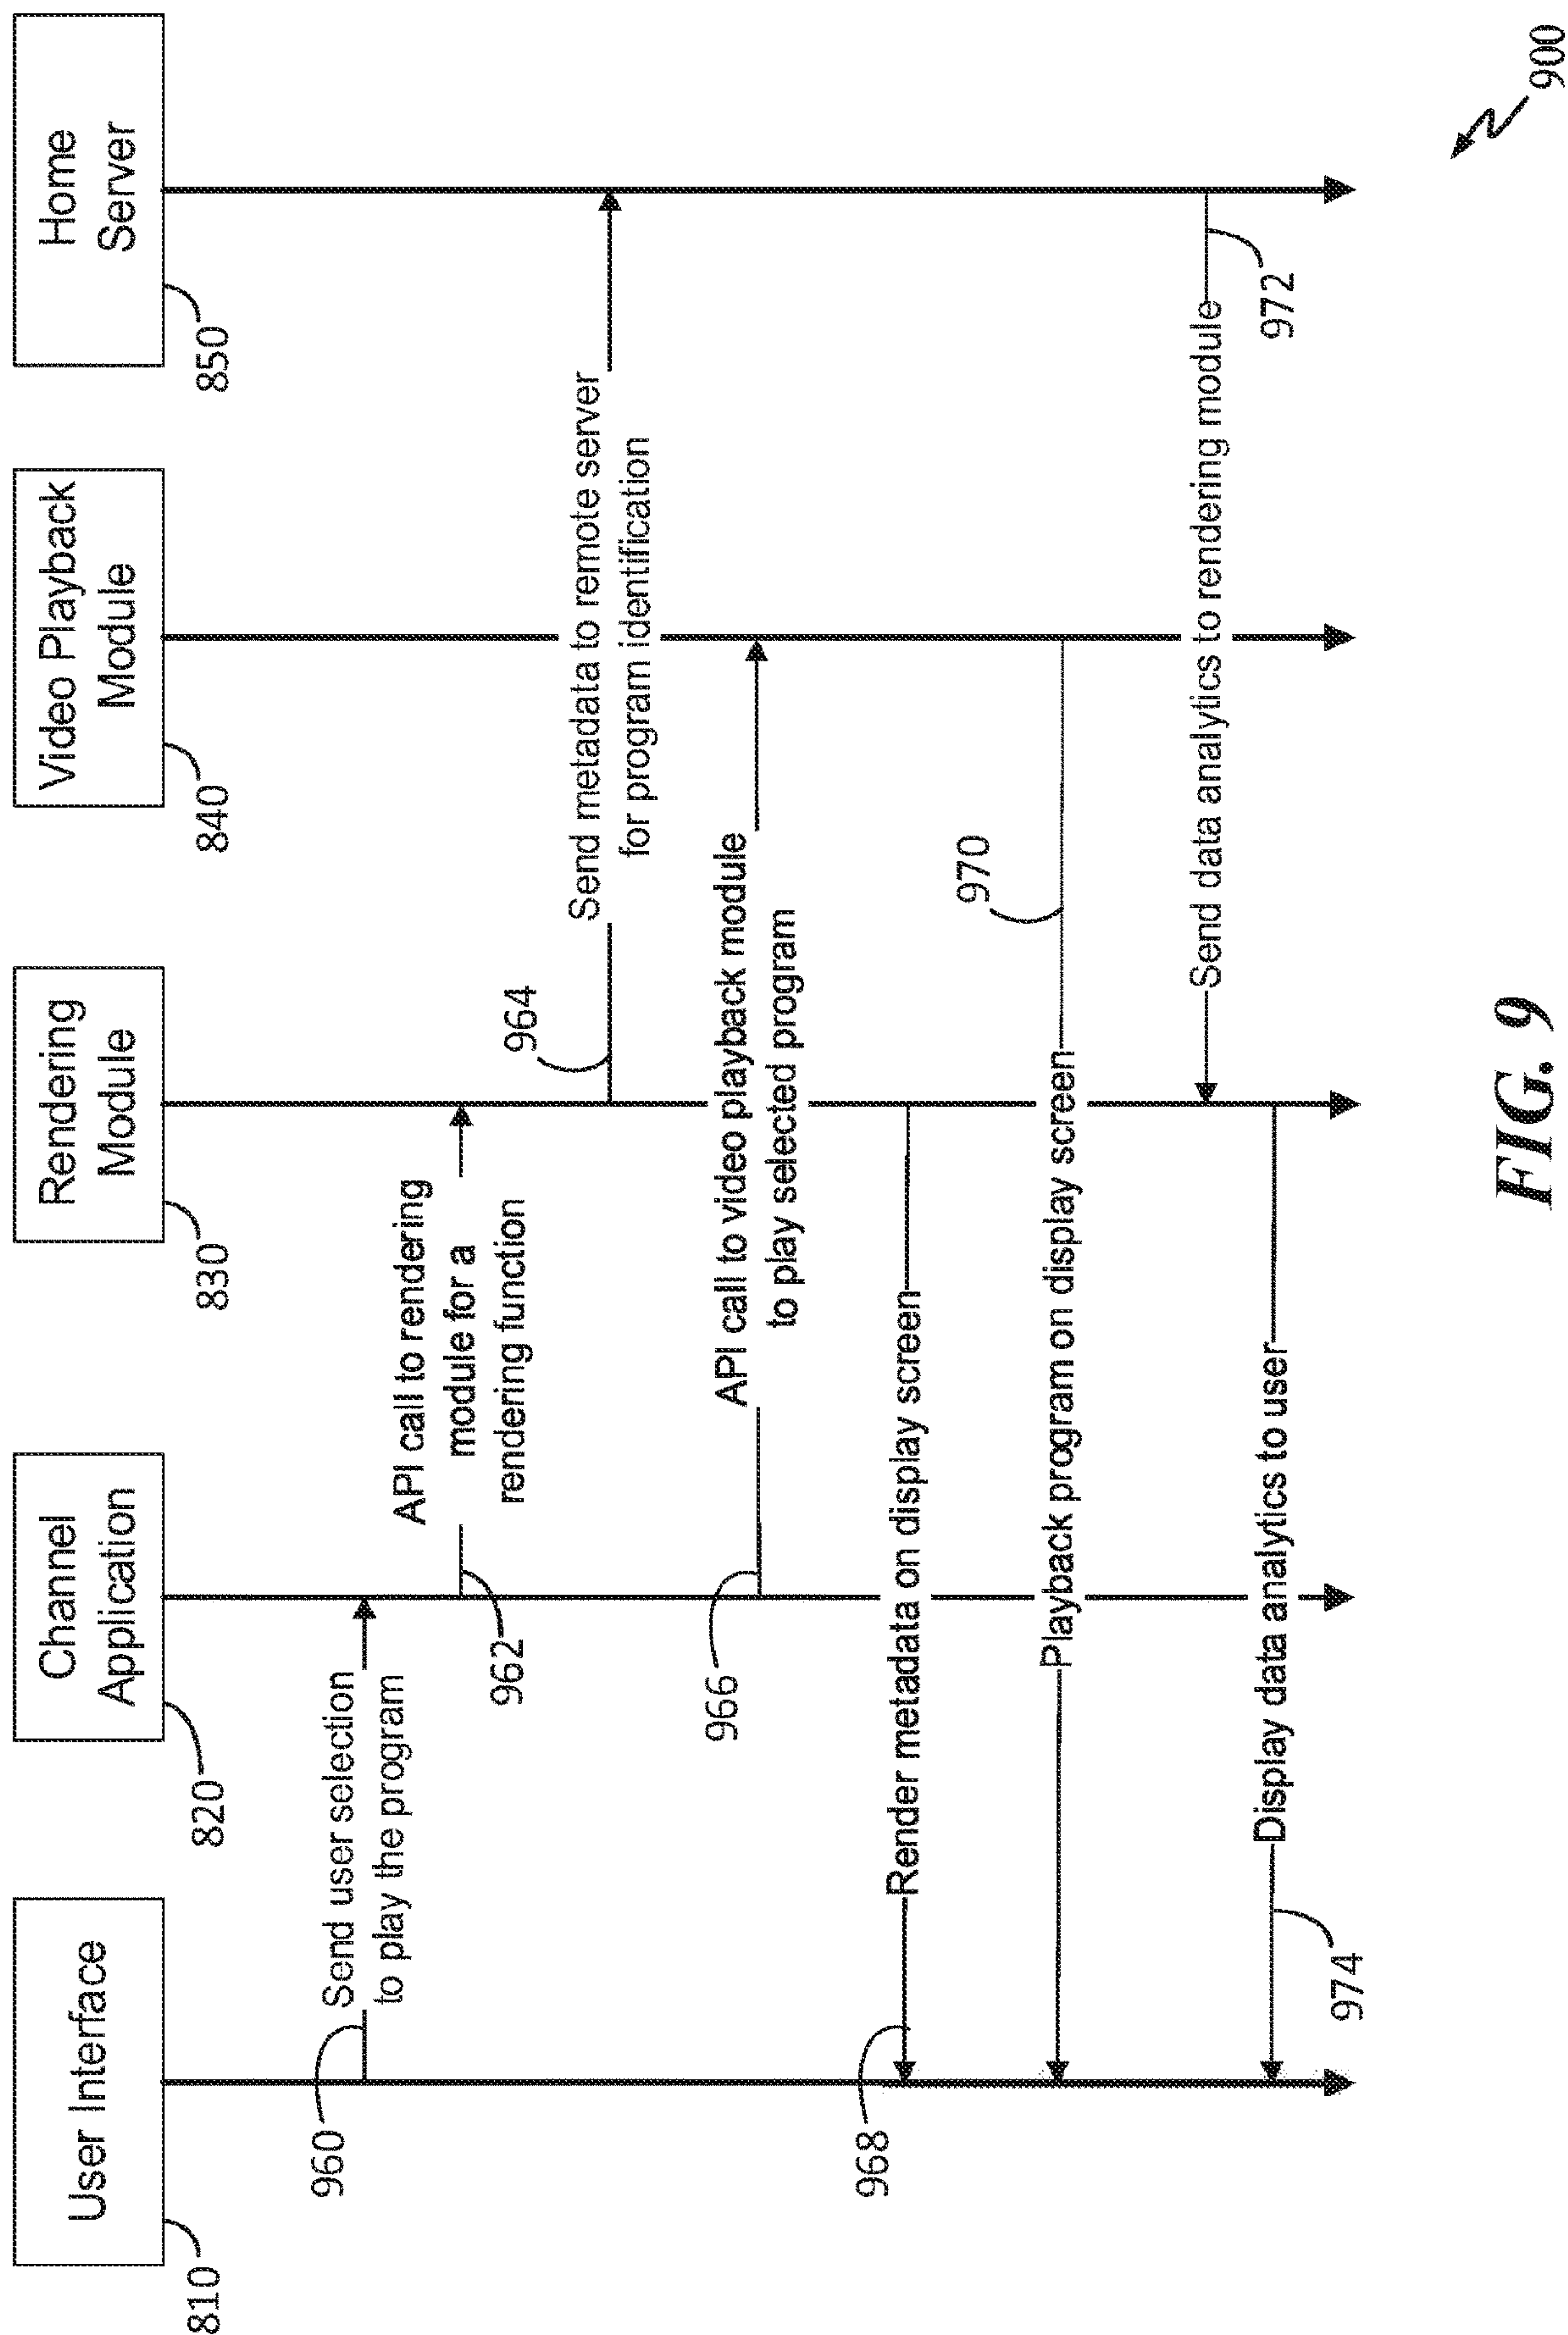 User Interface
810
Channel
Application
820
Rendering
Module
830
Video Playback
Module
840
Home
Server
850
960
Send user selection
to play the program
API call to rendering
module for a
rendering function
962
964
Send metadata to remote server
for program identification
966
API call to video playback module
to play selected program
968
Render metadata on display screen
970
Playback program on display screen
Send data analytics to rendering module
972
Display data analytics to user
974
FIG. 9
900